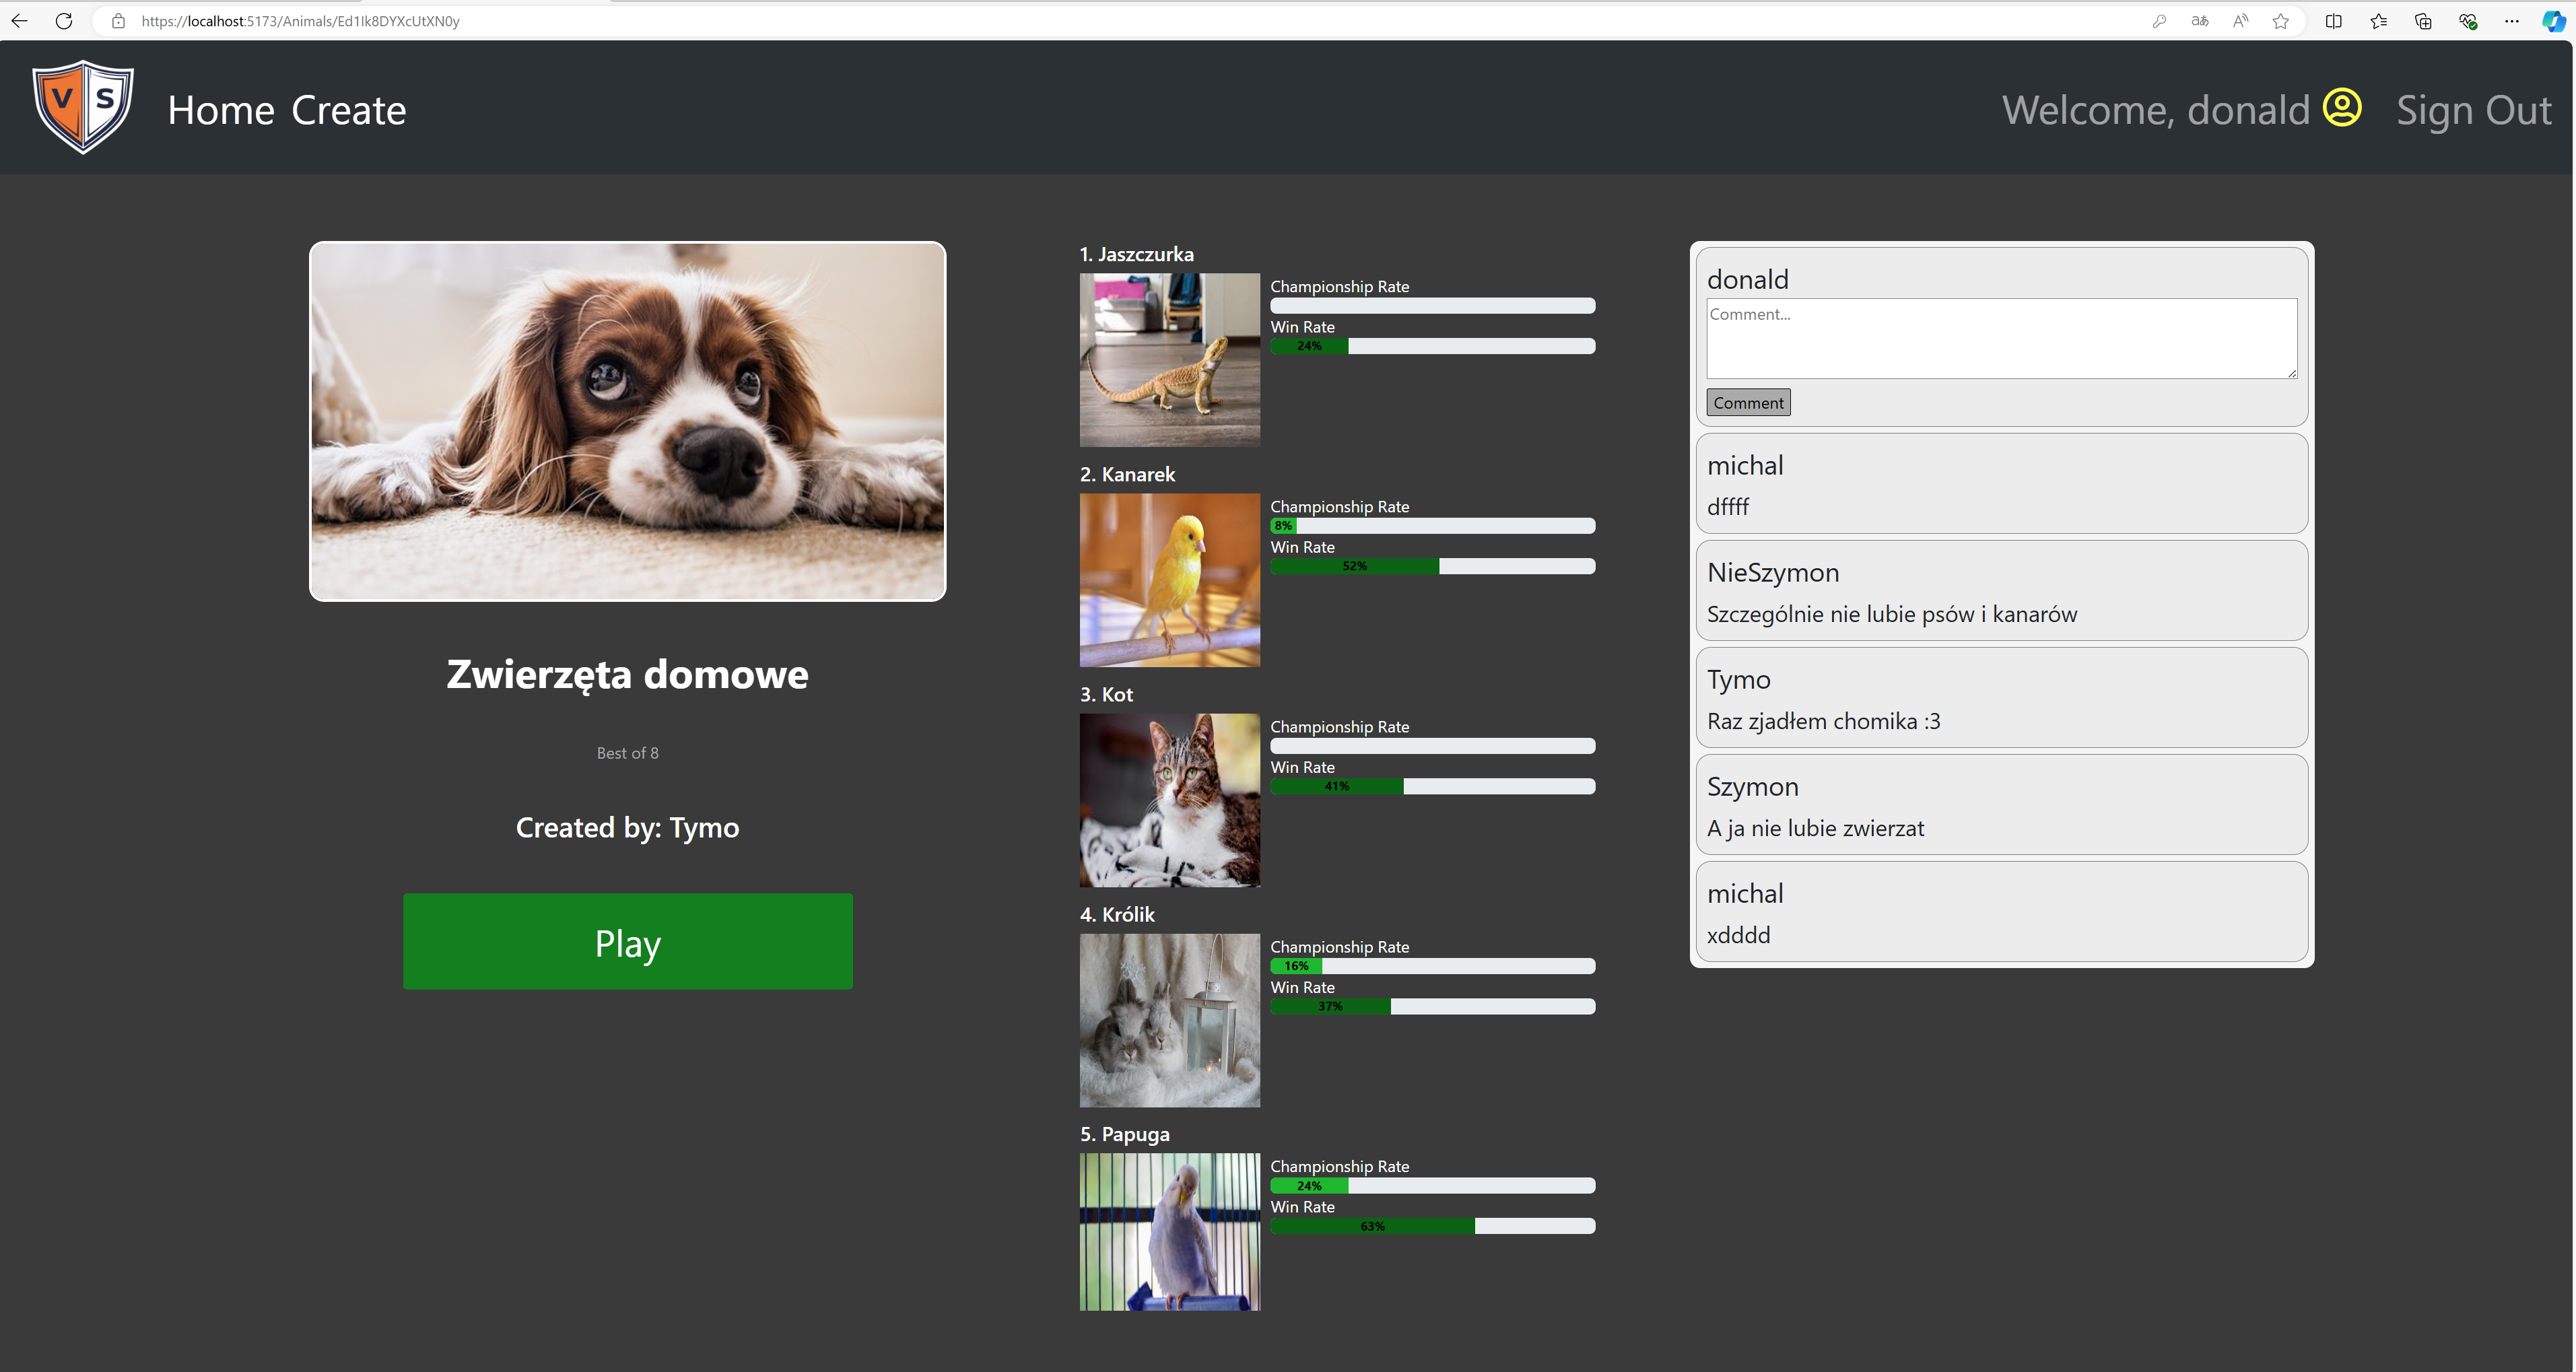 https://localhost:5173/Animals/Ed1Ik8DYXcUtXN0y
V S
Home Create
Welcome, donald
Sign Out
Zwierzęta domowe
Best of 8
Created by: Tymo
Play
1. Jaszczurka
Championship Rate
Win Rate
24%
2. Kanarek
Championship Rate
8%
Win Rate
52%
3. Kot
Championship Rate
Win Rate
41%
4. Królik
Championship Rate
16%
Win Rate
37%
5. Papuga
Championship Rate
24%
Win Rate
63%
donald
Comment...
Comment
michal
dffff
NieSzymon
Szczególnie nie lubie psów i kanarów
Tymo
Raz zjadłem chomika :3
Szymon
A ja nie lubie zwierzat
michal
xdddd